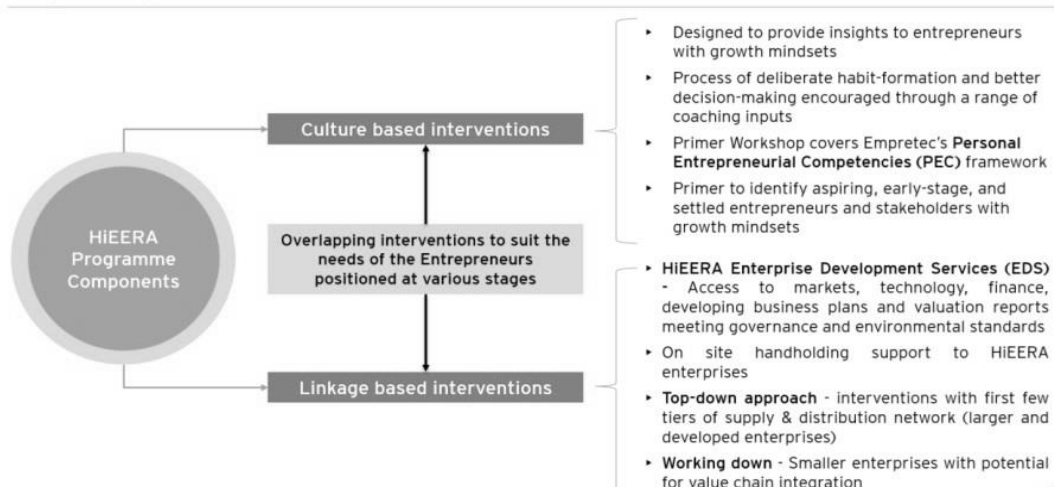 HiEERA
Programme
Components
Culture based interventions
Overlapping interventions to suit the
needs of the Entrepreneurs
positioned at various stages
Linkage based interventions
▸ Designed to provide insights to entrepreneurs
with growth mindsets
▸ Process of deliberate habit-formation and better
decision-making encouraged through a range of
coaching inputs
▸ Primer Workshop covers Empretec's Personal
Entrepreneurial Competencies (PEC) framework
▸ Primer to identify aspiring, early-stage, and
settled entrepreneurs and stakeholders with
growth mindsets
▸ HiEERA Enterprise Development Services (EDS)
- Access to markets, technology, finance,
developing business plans and valuation reports
meeting governance and environmental standards
▸ On site handholding support to HiEERA
enterprises
▸ Top-down approach - interventions with first few
tiers of supply & distribution network (larger and
developed enterprises)
▸ Working down - Smaller enterprises with potential
for value chain integration